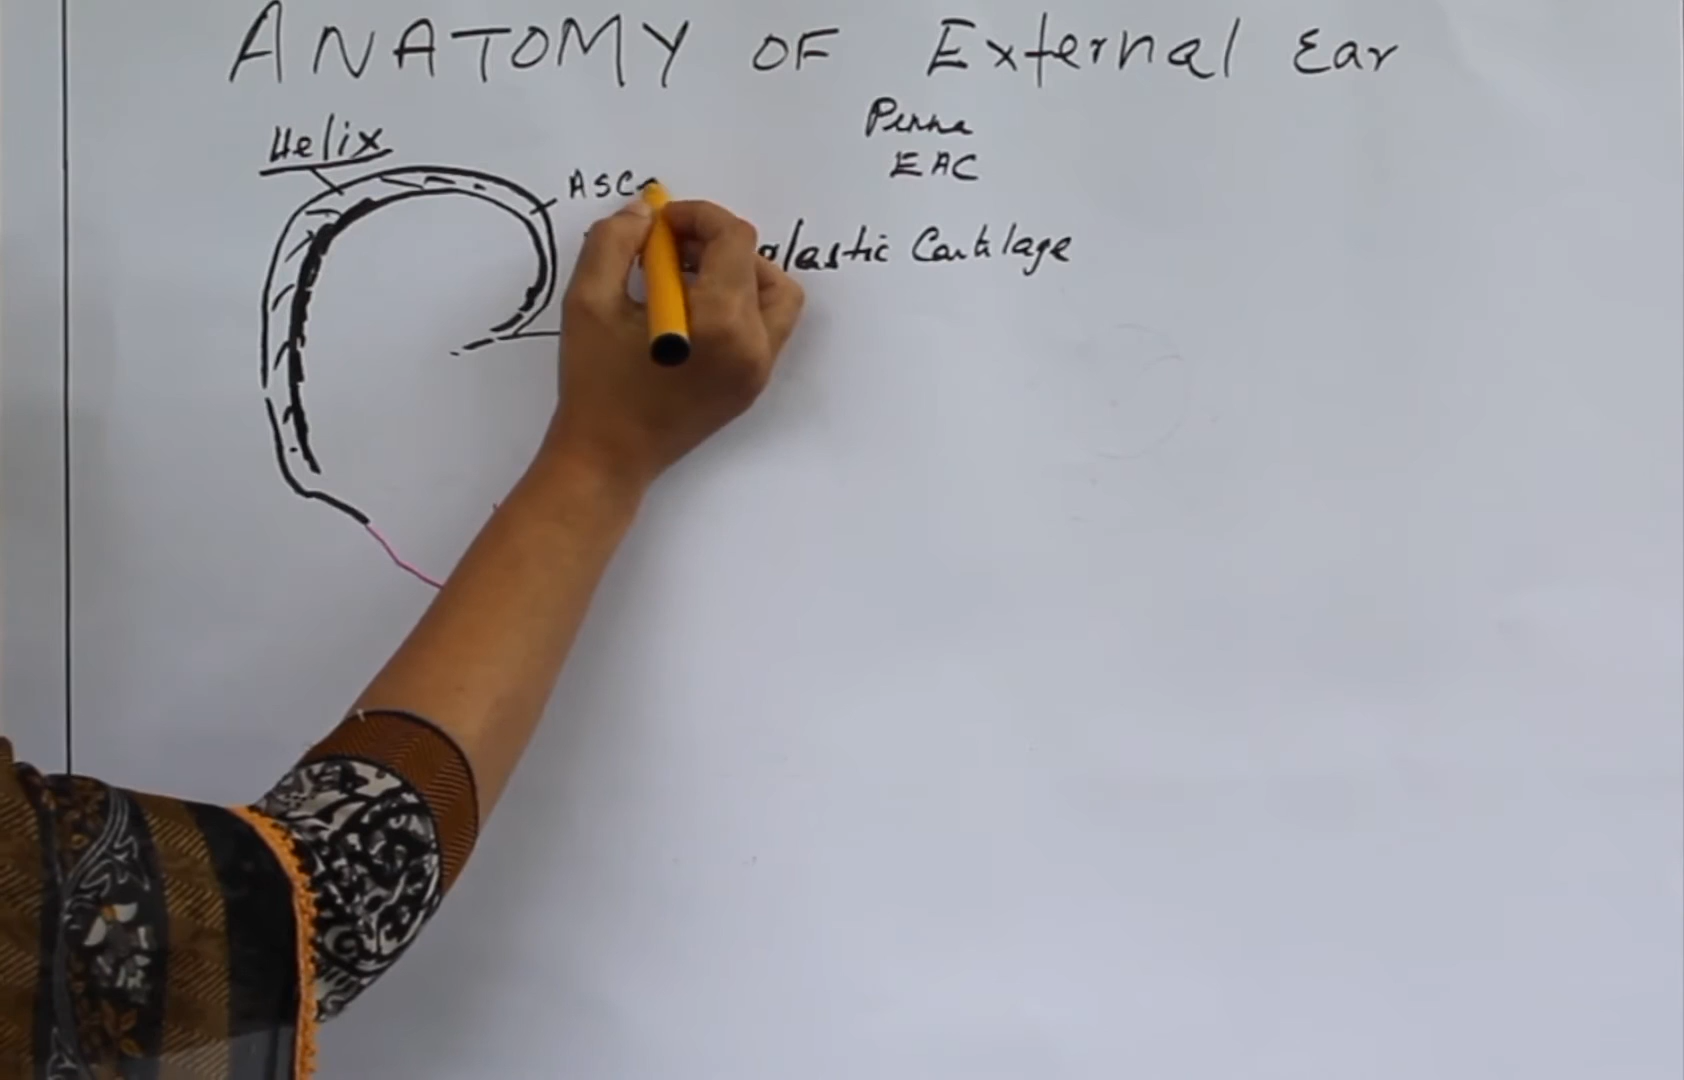 ANATOMY OF External Ear
Pinna
EAC
Helix
ASC
elastic Cartilage